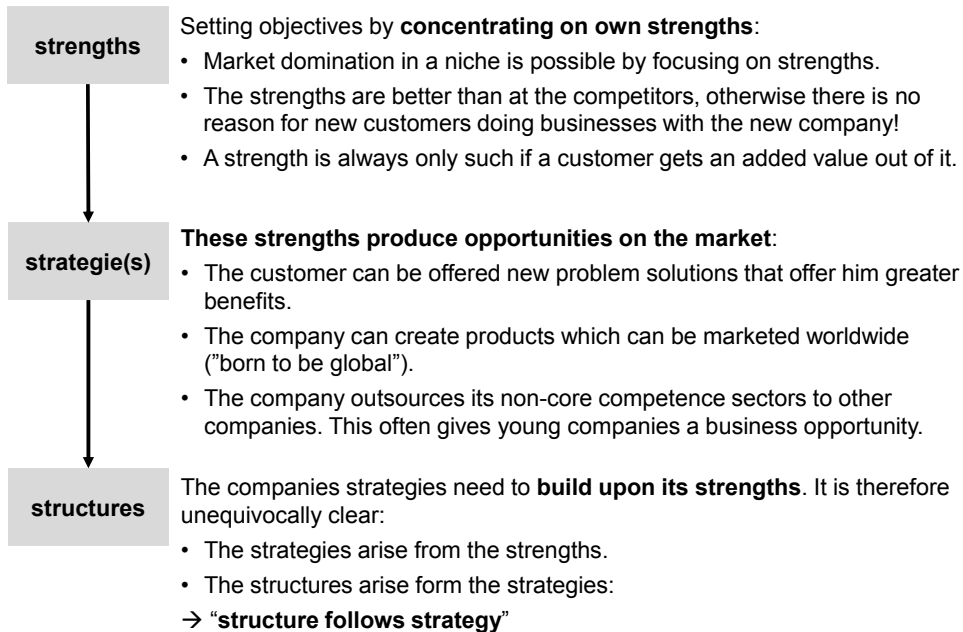 strengths
Setting objectives by concentrating on own strengths:
• Market domination in a niche is possible by focusing on strengths.
• The strengths are better than at the competitors, otherwise there is no
reason for new customers doing businesses with the new company!
• A strength is always only such if a customer gets an added value out of it.
strategie(s)
These strengths produce opportunities on the market:
• The customer can be offered new problem solutions that offer him greater
benefits.
• The company can create products which can be marketed worldwide
(”born to be global”).
• The company outsources its non-core competence sectors to other
companies. This often gives young companies a business opportunity.
structures
The companies strategies need to build upon its strengths. It is therefore
unequivocally clear:
• The strategies arise from the strengths.
• The structures arise form the strategies:
→ “structure follows strategy”